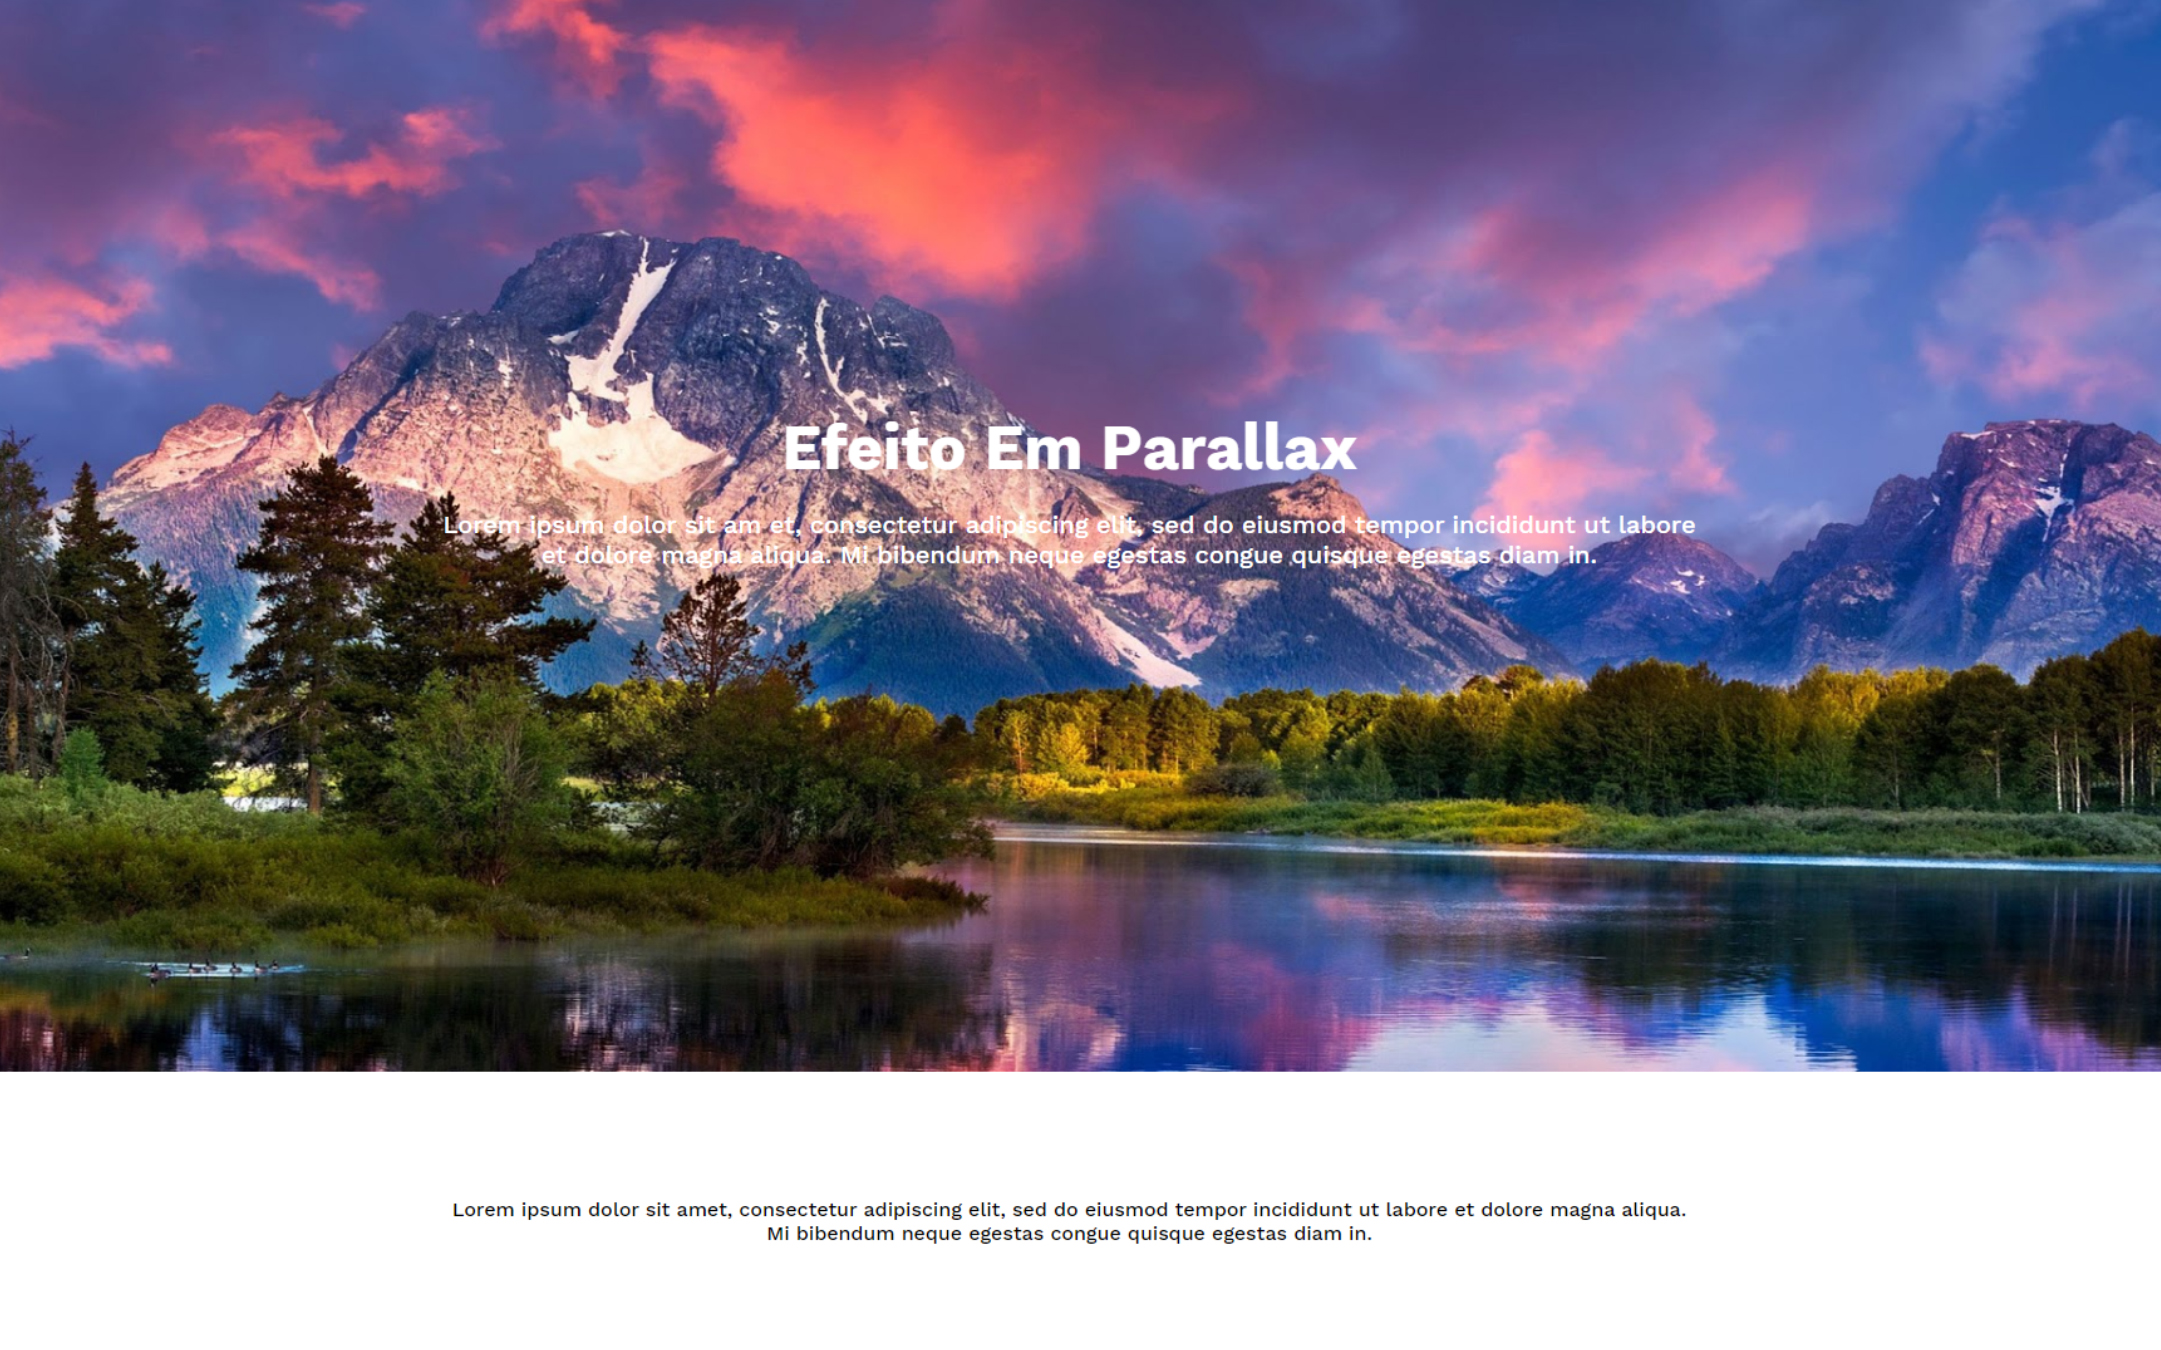 Efeito Em Parallax
Lorem ipsum dolor sit am et, consectetur adipiscing elit, sed do eiusmod tempor incididunt ut labore
et dolore magna aliqua. Mi bibendum neque egestas congue quisque egestas diam in.
Lorem ipsum dolor sit amet, consectetur adipiscing elit, sed do eiusmod tempor incididunt ut labore et dolore magna aliqua.
Mi bibendum neque egestas congue quisque egestas diam in.